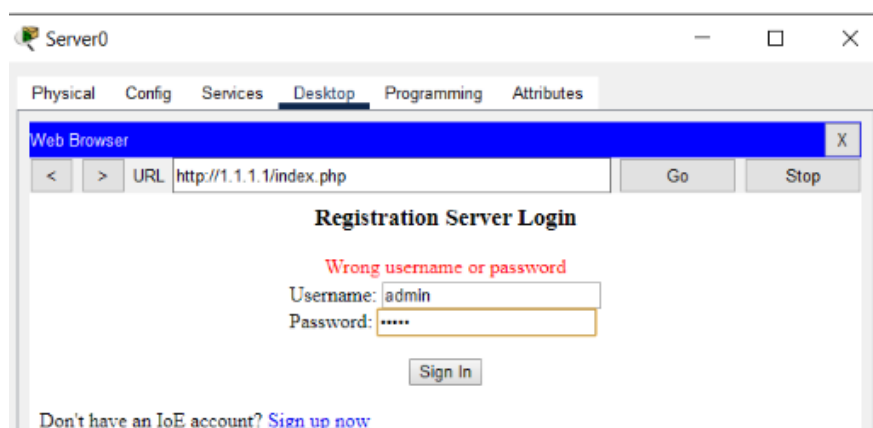 Server0
Physical Config Services Desktop Programming Attributes
Web Browser X
< > URL http://1.1.1.1/index.php Go Stop
Registration Server Login
Wrong username or password
Username: admin
Password: •••••
Sign In
Don't have an IoE account? Sign up now